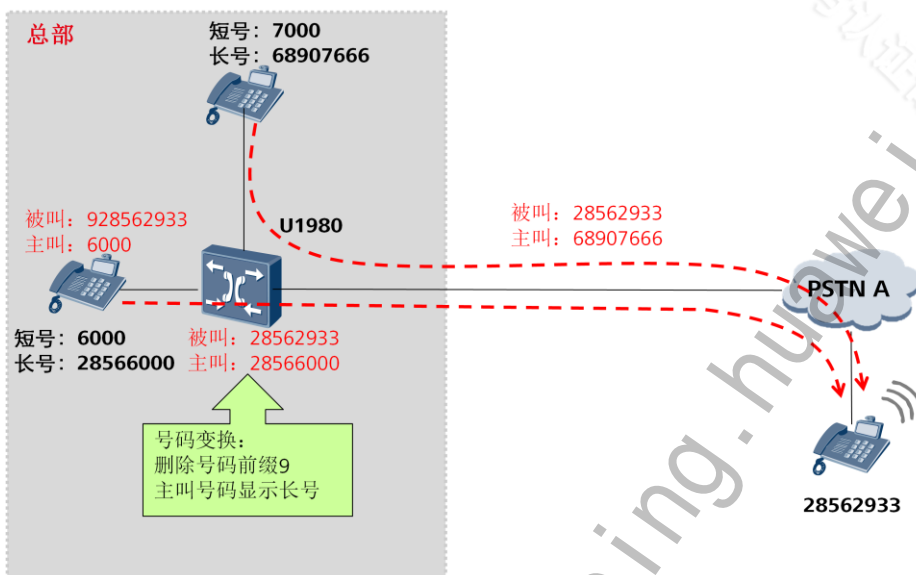 总部
短号：7000
长号：68907666
被叫：928562933
主叫：6000
U1980
被叫：28562933
主叫：68907666
PSTN A
短号：6000
长号：28566000
被叫：28562933
主叫：28566000
号码变换：
删除号码前缀9
主叫号码显示长号
28562933
ing.huawei